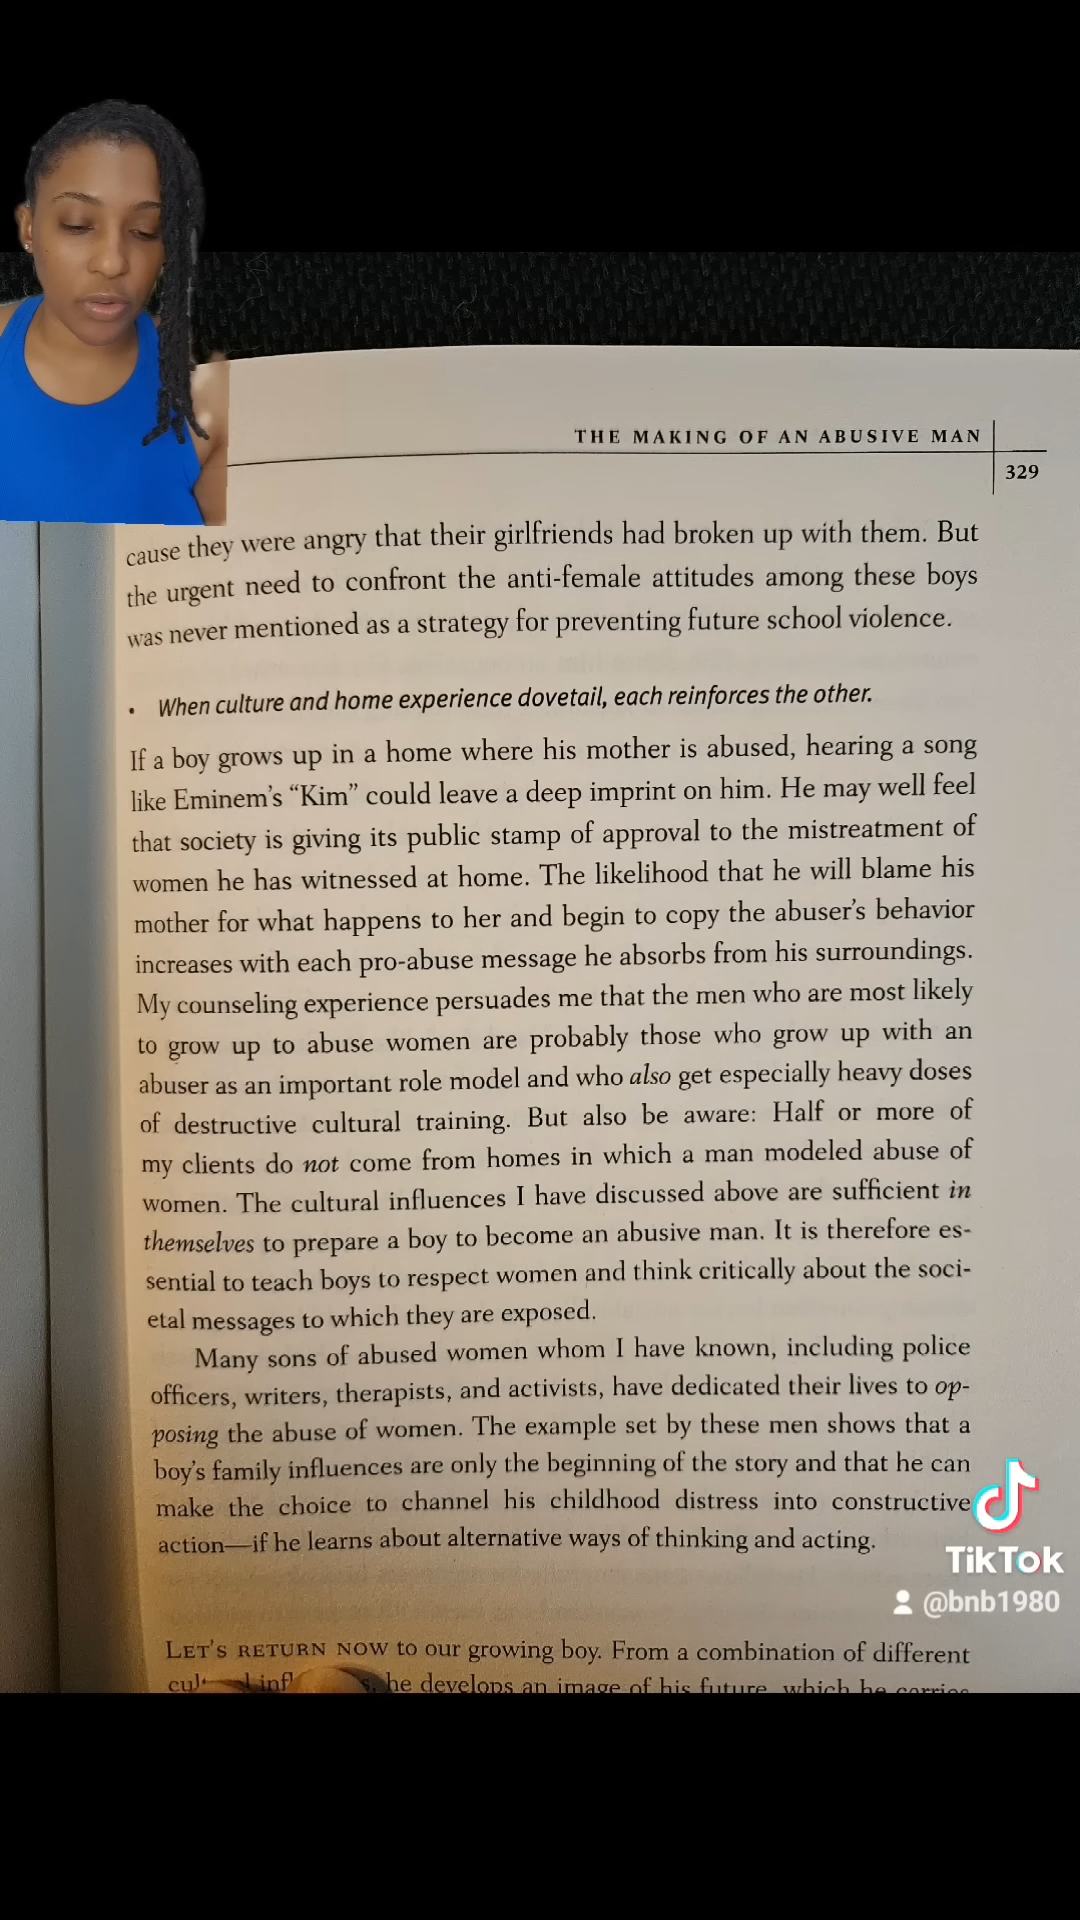 THE MAKING OF AN ABUSIVE MAN
329
cause they were angry that their girlfriends had broken up with them. But
the urgent need to confront the anti-female attitudes among these boys
was never mentioned as a strategy for preventing future school violence.
• When culture and home experience dovetail, each reinforces the other.
If a boy grows up in a home where his mother is abused, hearing a song
like Eminem's “Kim” could leave a deep imprint on him. He may well feel
that society is giving its public stamp of approval to the mistreatment of
women he has witnessed at home. The likelihood that he will blame his
mother for what happens to her and begin to copy the abuser's behavior
increases with each pro-abuse message he absorbs from his surroundings.
My counseling experience persuades me that the men who are most likely
to grow up to abuse women are probably those who grow up with an
abuser as an important role model and who also get especially heavy doses
of destructive cultural training. But also be aware: Half or more of
my clients do not come from homes in which a man modeled abuse of
women. The cultural influences I have discussed above are sufficient in
themselves to prepare a boy to become an abusive man. It is therefore es-
sential to teach boys to respect women and think critically about the soci-
etal messages to which they are exposed.
Many sons of abused women whom I have known, including police
officers, writers, therapists, and activists, have dedicated their lives to op-
posing the abuse of women. The example set by these men shows that a
boy's family influences are only the beginning of the story and that he can
make the choice to channel his childhood distress into constructive
action—if he learns about alternative ways of thinking and acting.
TikTok
@bnb1980
LET'S RETURN NOW to our growing boy. From a combination of different
he develops an image of his future, which he carries